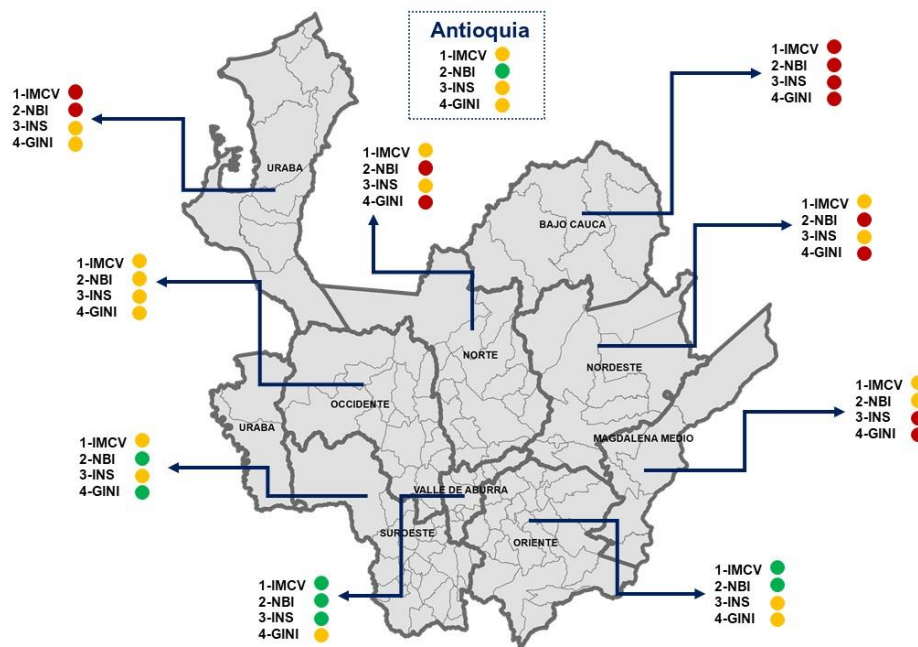 Antioquia
1-IMCV
2-NBI
3-INS
4-GINI
1-IMCV
2-NBI
3-INS
4-GINI
1-IMCV
2-NBI
3-INS
4-GINI
URABA
1-IMCV
2-NBI
3-INS
4-GINI
BAJO CAUCA
1-IMCV
2-NBI
3-INS
4-GINI
1-IMCV
2-NBI
3-INS
4-GINI
NORTE
NORDESTE
OCCIDENTE
1-IMCV
2-NBI
3-INS
4-GINI
URABA
MAGDALENA MEDIO
1-IMCV
2-NBI
3-INS
4-GINI
VALLE DE ABURRA
SUROESTE
ORIENTE
1-IMCV
2-NBI
3-INS
4-GINI
1-IMCV
2-NBI
3-INS
4-GINI